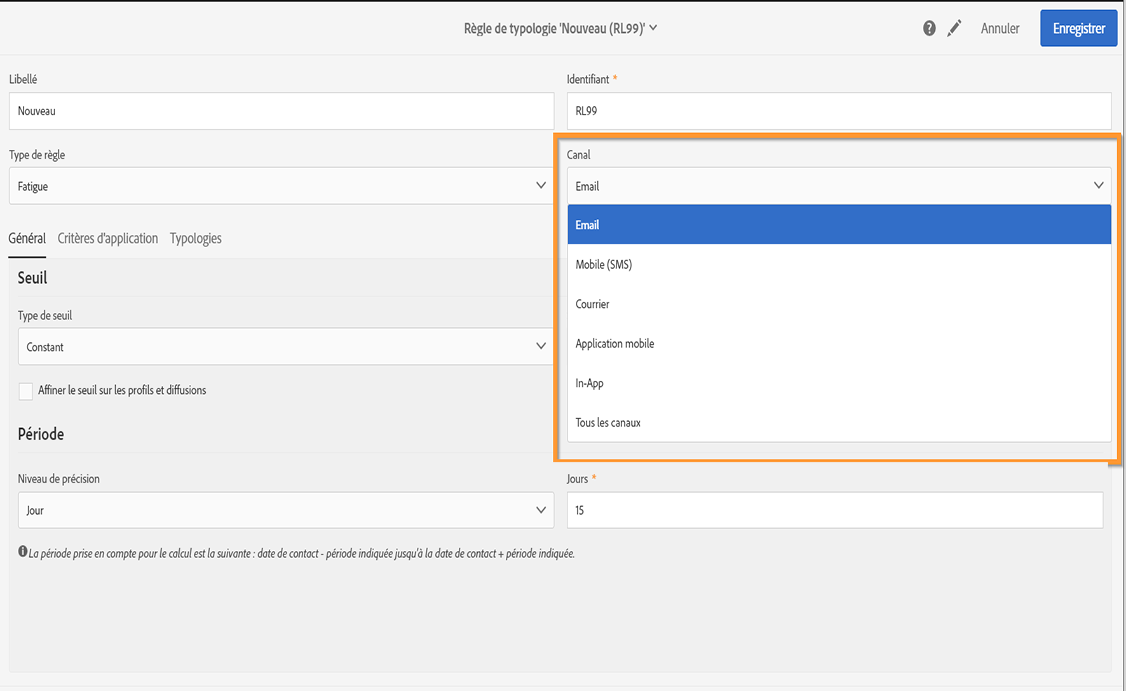 Règle de typologie 'Nouveau (RL99)'
Annuler
Enregistrer
Libellé
Identifiant *
Nouveau
RL99
Type de règle
Canal
Fatigue
Email
Email
Mobile (SMS)
Courrier
Application mobile
In-App
Tous les canaux
Général Critères d'application Typologies
Seuil
Type de seuil
Constant
Affiner le seuil sur les profils et diffusions
Période
Niveau de précision
Jours *
Jour
15
La période prise en compte pour le calcul est la suivante : date de contact - période indiquée jusqu'à la date de contact + période indiquée.